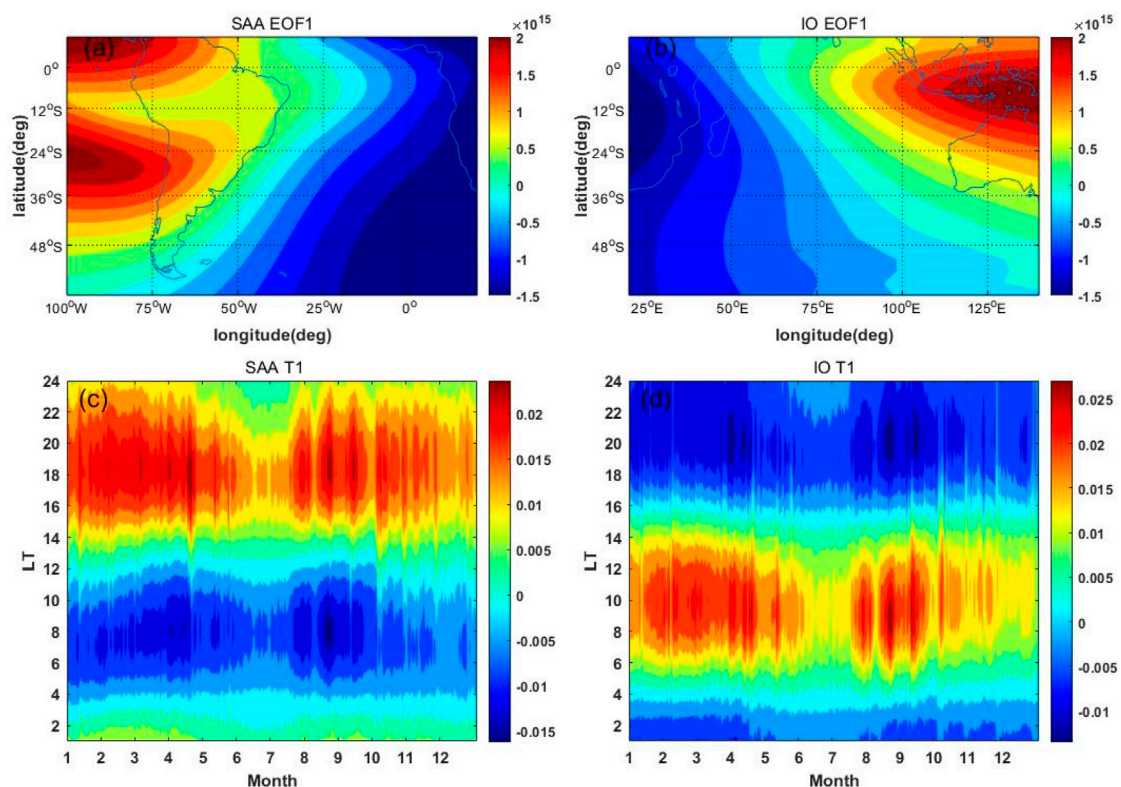 SAA EOF1
×10^15
(a)
latitude(deg)
0°
12°S
24°S
36°S
48°S
100°W 75°W 50°W 25°W 0°
longitude(deg)
2
1.5
1
0.5
0
-0.5
-1
-1.5
IO EOF1
×10^15
(b)
latitude(deg)
0°
12°S
24°S
36°S
48°S
25°E 50°E 75°E 100°E 125°E
longitude(deg)
2
1.5
1
0.5
0
-0.5
-1
-1.5
SAA T1
(c)
LT
24
22
20
18
16
14
12
10
8
6
4
2
1 2 3 4 5 6 7 8 9 10 11 12
Month
0.02
0.015
0.01
0.005
0
-0.005
-0.01
-0.015
IO T1
(d)
LT
24
22
20
18
16
14
12
10
8
6
4
2
1 2 3 4 5 6 7 8 9 10 11 12
Month
0.025
0.02
0.015
0.01
0.005
0
-0.005
-0.01